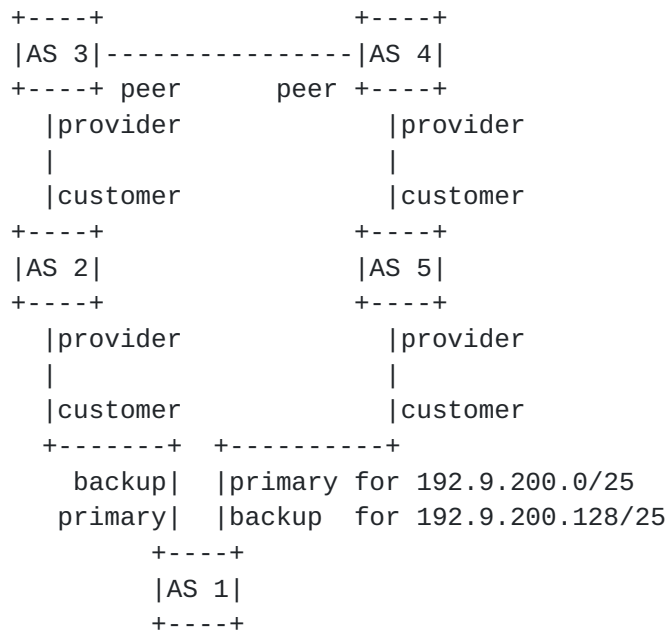 +----+                +----+
|AS 3|----------------|AS 4|
+----+ peer      peer +----+
  |provider             |provider
  |                     |
  |customer             |customer
+----+                +----+
|AS 2|                |AS 5|
+----+                +----+
  |provider             |provider
  |                     |
  |customer             |customer
  +-------+  +----------+
    backup|  |primary for 192.9.200.0/25
   primary|  |backup  for 192.9.200.128/25
         +----+
         |AS 1|
         +----+